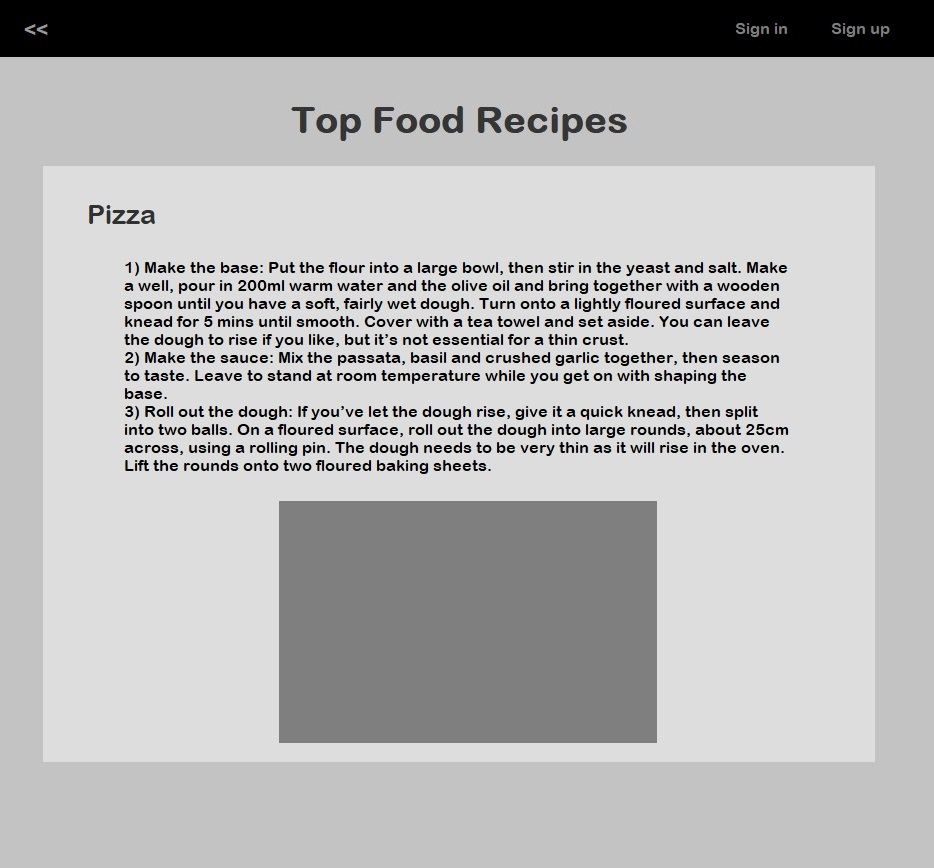 <<
Sign in
Sign up
Top Food Recipes
Pizza
1) Make the base: Put the flour into a large bowl, then stir in the yeast and salt. Make
a well, pour in 200ml warm water and the olive oil and bring together with a wooden
spoon until you have a soft, fairly wet dough. Turn onto a lightly floured surface and
knead for 5 mins until smooth. Cover with a tea towel and set aside. You can leave
the dough to rise if you like, but it’s not essential for a thin crust.
2) Make the sauce: Mix the passata, basil and crushed garlic together, then season
to taste. Leave to stand at room temperature while you get on with shaping the
base.
3) Roll out the dough: If you’ve let the dough rise, give it a quick knead, then split
into two balls. On a floured surface, roll out the dough into large rounds, about 25cm
across, using a rolling pin. The dough needs to be very thin as it will rise in the oven.
Lift the rounds onto two floured baking sheets.